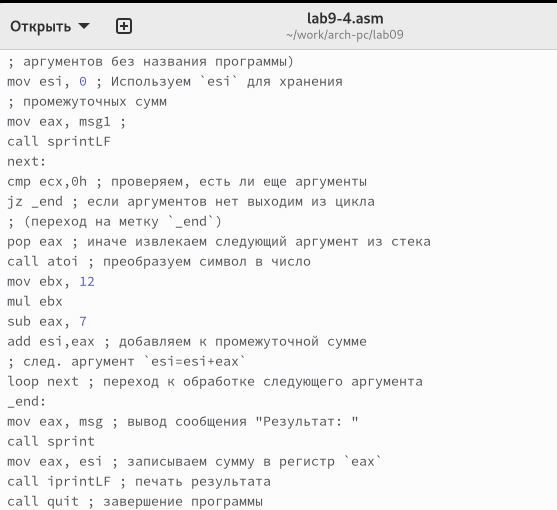 Открыть
lab9-4.asm
~/work/arch-pc/lab09
; аргументов без названия программы)
mov esi, 0 ; Используем `esi` для хранения
; промежуточных сумм
mov eax, msg1 ;
call sprintLF
next:
cmp ecx,0h ; проверяем, есть ли еще аргументы
jz _end ; если аргументов нет выходим из цикла
; (переход на метку `_end`)
pop eax ; иначе извлекаем следующий аргумент из стека
call atoi ; преобразуем символ в число
mov ebx, 12
mul ebx
sub eax, 7
add esi,eax ; добавляем к промежуточной сумме
; след. аргумент `esi=esi+eax`
loop next ; переход к обработке следующего аргумента
_end:
mov eax, msg ; вывод сообщения "Результат: "
call sprint
mov eax, esi ; записываем сумму в регистр `eax`
call iprintLF ; печать результата
call quit ; завершение программы